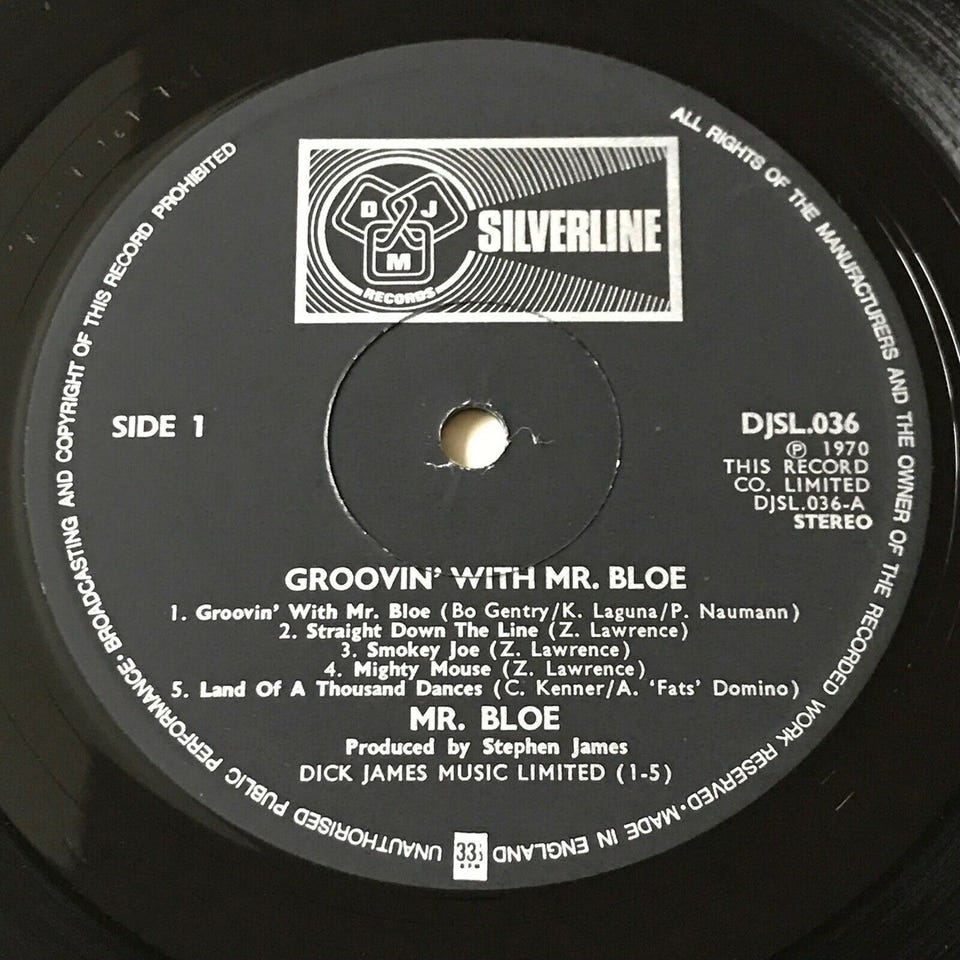 DJM
RECORDS
SILVERLINE
SIDE 1
DJSL.036
Ⓟ 1970
THIS RECORD
CO. LIMITED
DJSL.036-A
STEREO
GROOVIN' WITH MR. BLOE
1. Groovin' With Mr. Bloe (Bo Gentry/K. Laguna/P. Naumann)
2. Straight Down The Line (Z. Lawrence)
3. Smokey Joe (Z. Lawrence)
4. Mighty Mouse (Z. Lawrence)
5. Land Of A Thousand Dances (C. Kenner/A. 'Fats' Domino)
MR. BLOE
Produced by Stephen James
DICK JAMES MUSIC LIMITED (1-5)
ALL RIGHTS OF THE MANUFACTURERS AND THE OWNER OF THE RECORDED WORK RESERVED • MADE IN ENGLAND
33⅓
RPM
UNAUTHORISED PUBLIC PERFORMANCE • BROADCASTING AND COPYRIGHT OF THIS RECORD PROHIBITED